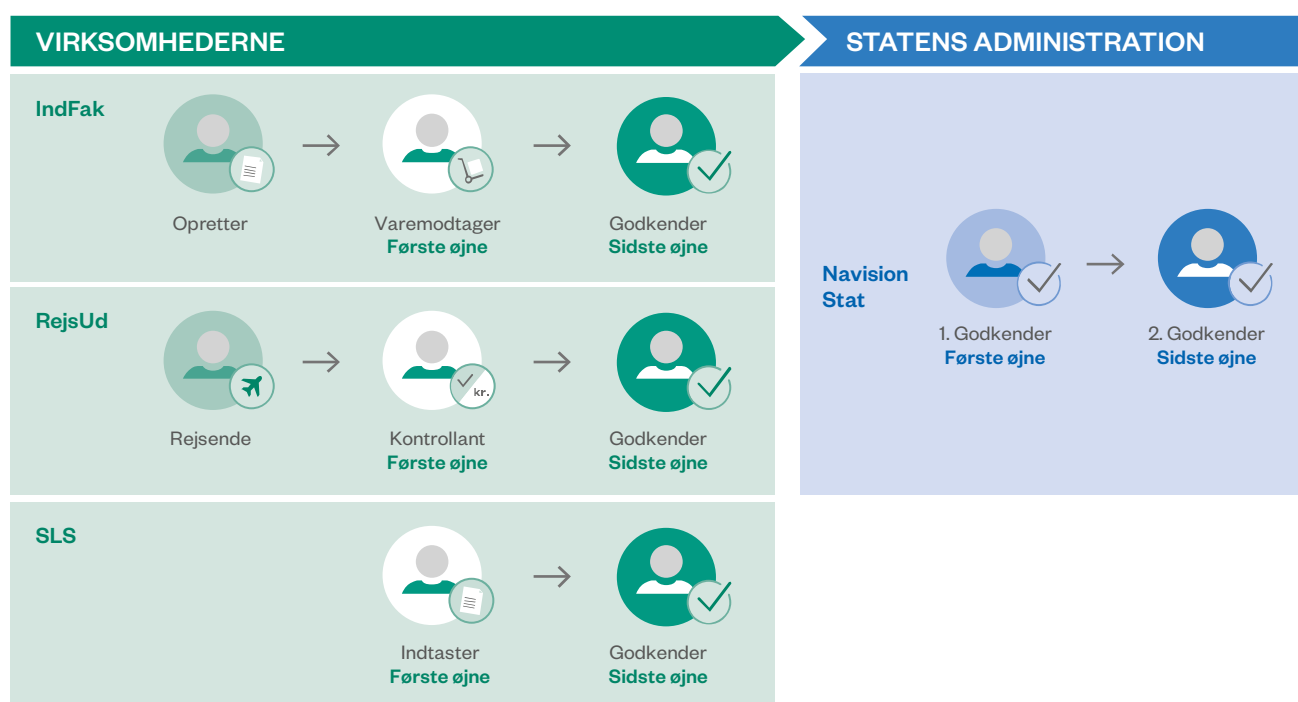 VIRKSOMHEDERNE
STATENS ADMINISTRATION
IndFak
Opretter
Varemodtager
Første øjne
Godkender
Sidste øjne
RejsUd
kr.
Rejsende
Kontrollant
Første øjne
Godkender
Sidste øjne
SLS
Indtaster
Første øjne
Godkender
Sidste øjne
Navision
Stat
1. Godkender
Første øjne
2. Godkender
Sidste øjne